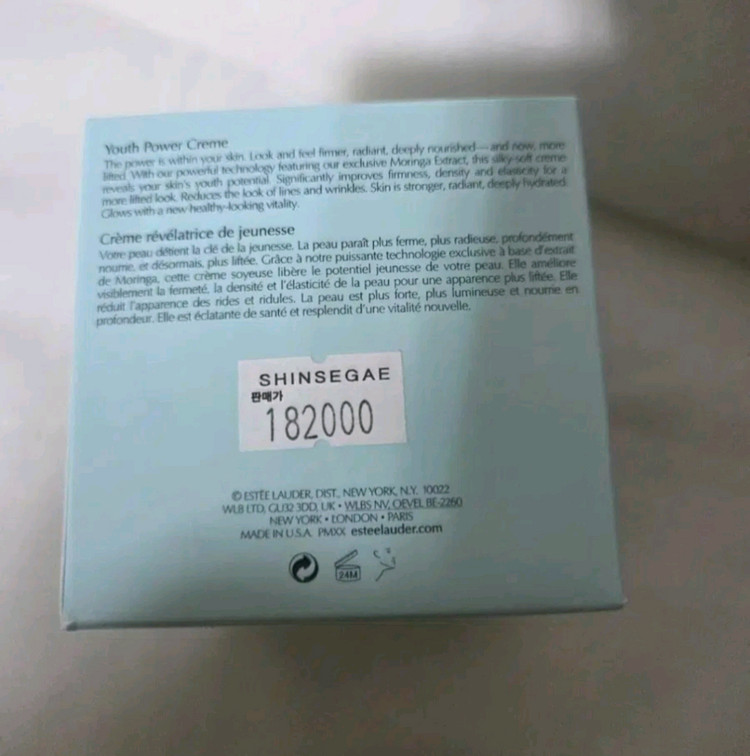 Youth Power Creme
The power is within your skin. Look and feel firmer, radiant, deeply nourished—and now, more
lifted. With our powerful technology featuring our exclusive Moringa Extract, this silky-soft creme
reveals your skin's youth potential. Significantly improves firmness, density and elasticity for a
more lifted look. Reduces the look of lines and wrinkles. Skin is stronger, radiant, deeply hydrated.
Glows with a new healthy-looking vitality.
Crème révélatrice de jeunesse
Votre peau détient la clé de la jeunesse. La peau paraît plus ferme, plus radieuse, profondément
nourrie, et désormais, plus liftée. Grâce à notre puissante technologie exclusive à base d'extrait
de Moringa, cette crème soyeuse libère le potentiel jeunesse de votre peau. Elle améliore
visiblement la fermeté, la densité et l'élasticité de la peau pour une apparence plus liftée. Elle
réduit l'apparence des rides et ridules. La peau est plus forte, plus lumineuse et nourrie en
profondeur. Elle est éclatante de santé et resplendit d'une vitalité nouvelle.
SHINSEGAE
판매가
182000
© ESTÉE LAUDER, DIST., NEW YORK, N.Y. 10022
WLB LTD, GU32 3DD, UK • WLBS NV, OEVEL BE-2260
NEW YORK • LONDON • PARIS
MADE IN U.S.A. PMXX esteelauder.com
24M